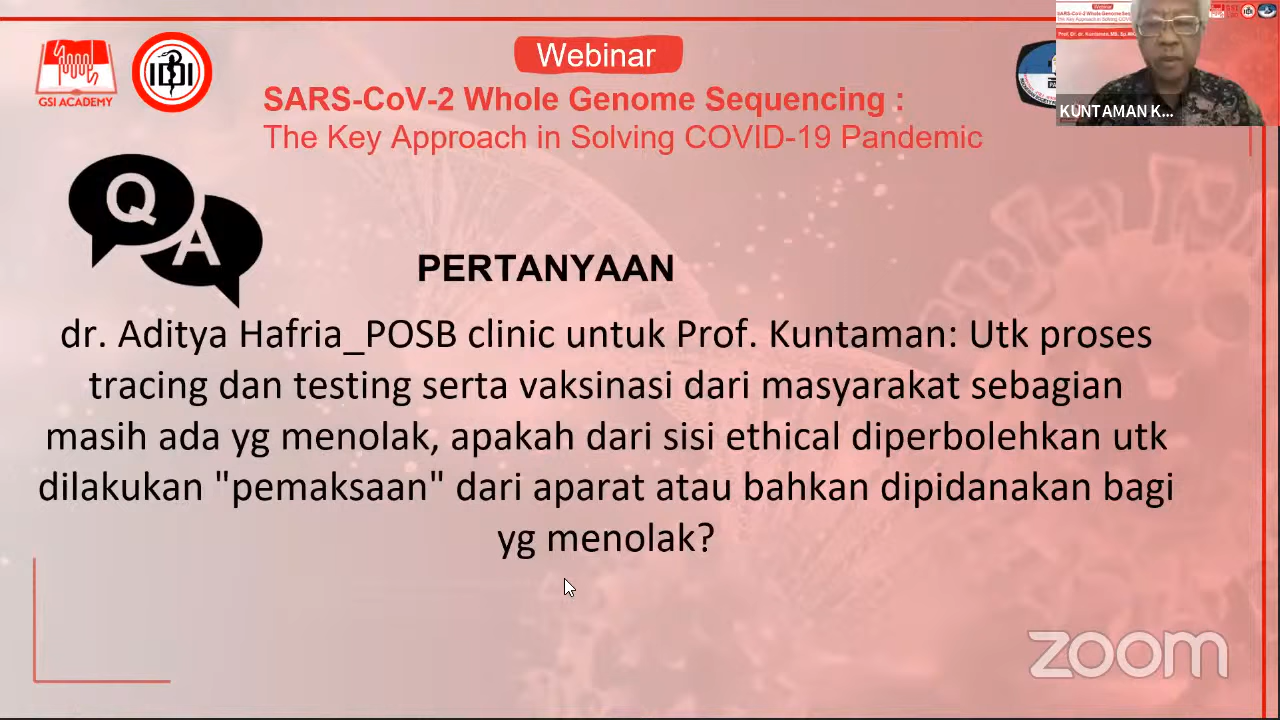 Webinar
SARS-CoV-2 Whole Genome Sequencing :
The Key Approach in Solving COVID-19 Pandemic
GSI ACADEMY
IDI
KUNTAMAN K...
Q
A
PERTANYAAN
dr. Aditya Hafria_POSB clinic untuk Prof. Kuntaman: Utk proses
tracing dan testing serta vaksinasi dari masyarakat sebagian
masih ada yg menolak, apakah dari sisi ethical diperbolehkan utk
dilakukan "pemaksaan" dari aparat atau bahkan dipidanakan bagi
yg menolak?
zoom